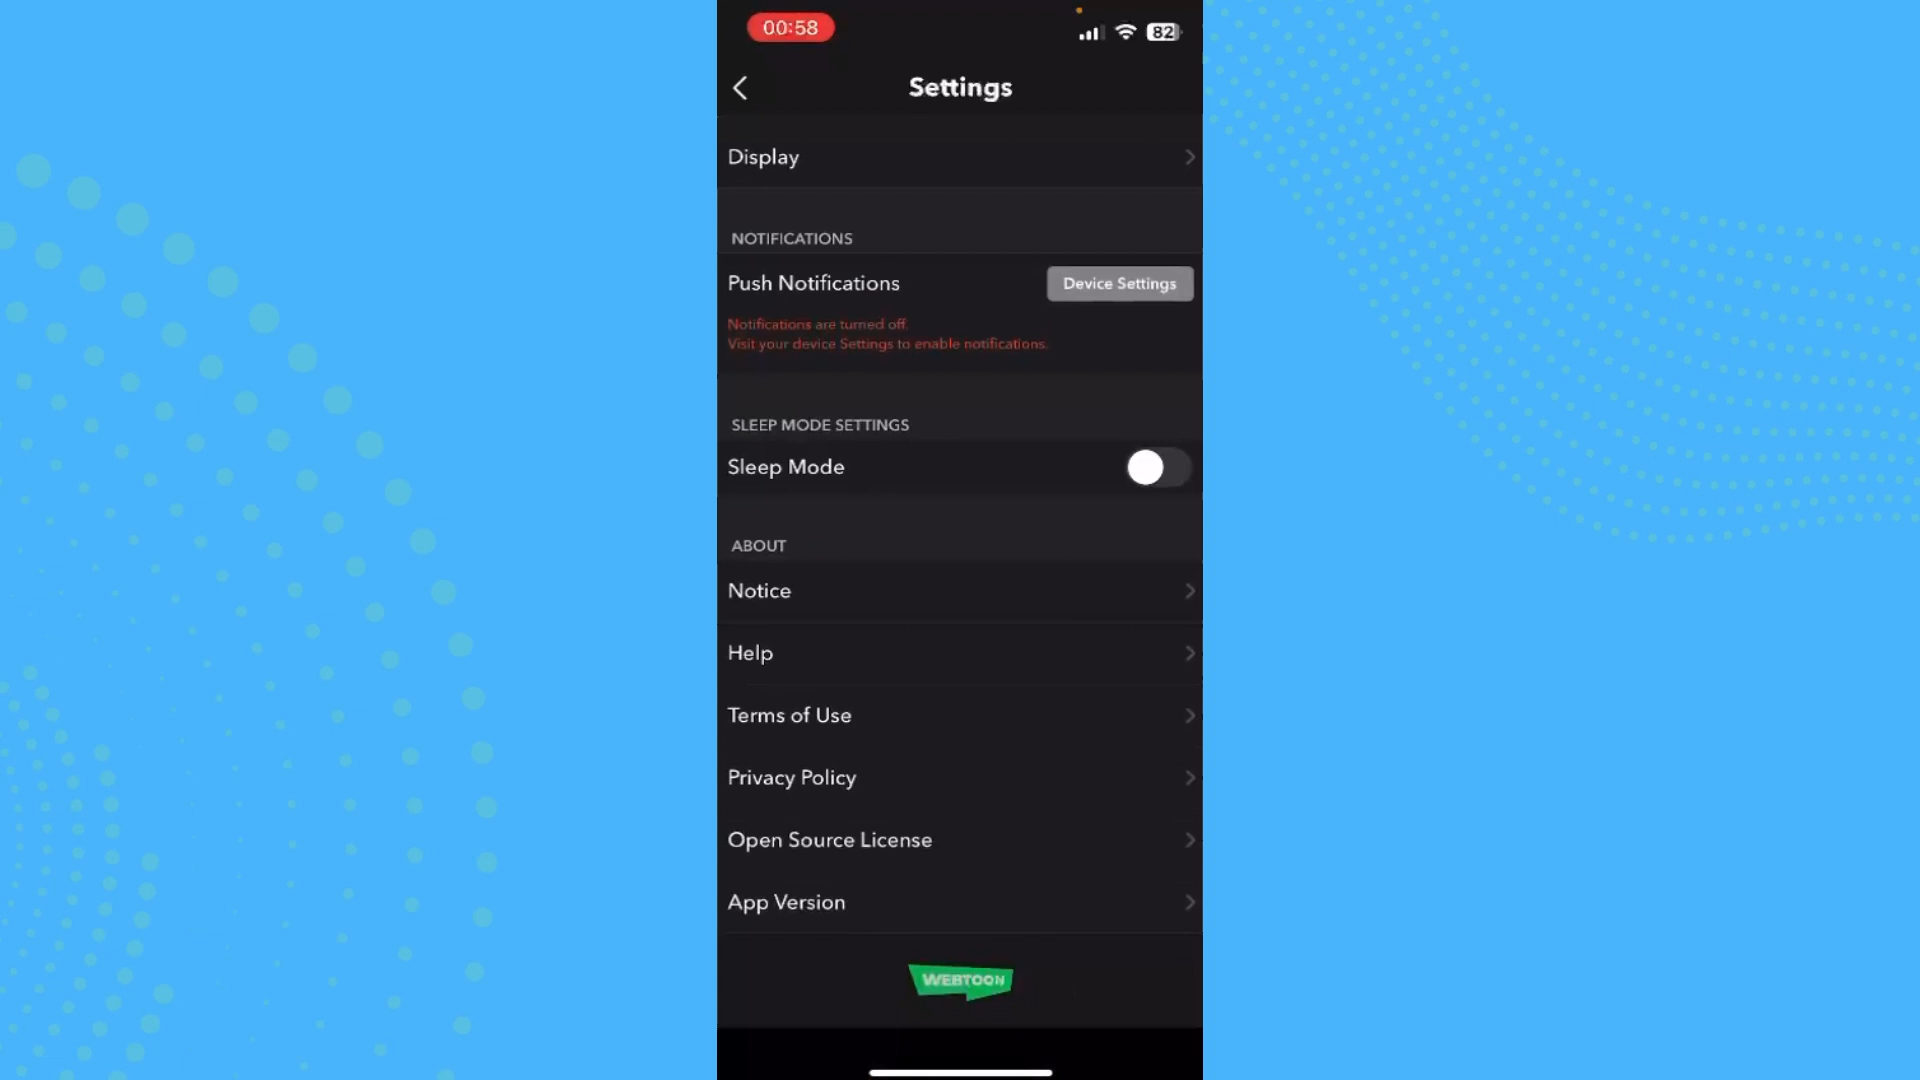 00:58
82
Settings
Display
NOTIFICATIONS
Push Notifications
Device Settings
Notifications are turned off.
Visit your device Settings to enable notifications.
SLEEP MODE SETTINGS
Sleep Mode
ABOUT
Notice
Help
Terms of Use
Privacy Policy
Open Source License
App Version
WEBTOON